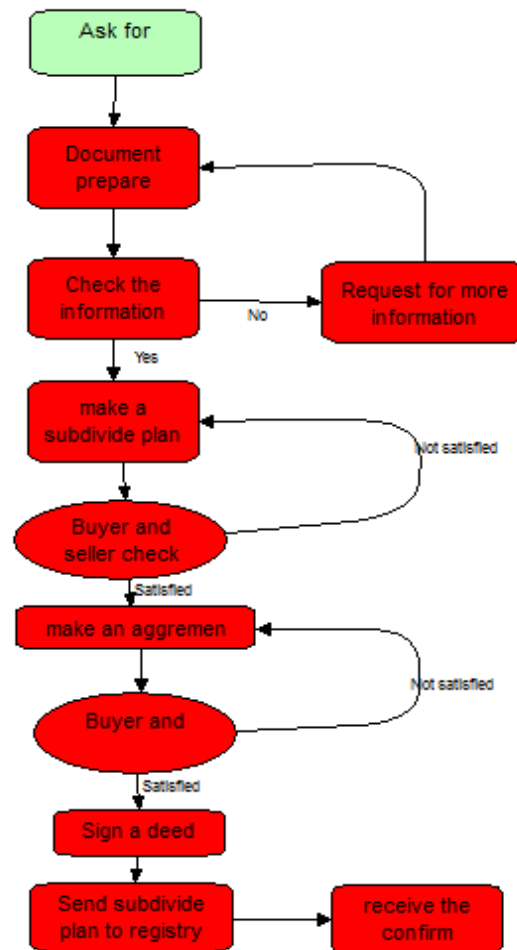 Ask for
Document
prepare
Check the
information
No
Request for more
information
Yes
make a
subdivide plan
Not satisfied
Buyer and
seller check
Satisfied
make an aggremen
Not satisfied
Buyer and
Satisfied
Sign a deed
Send subdivide
plan to registry
receive the
confirm